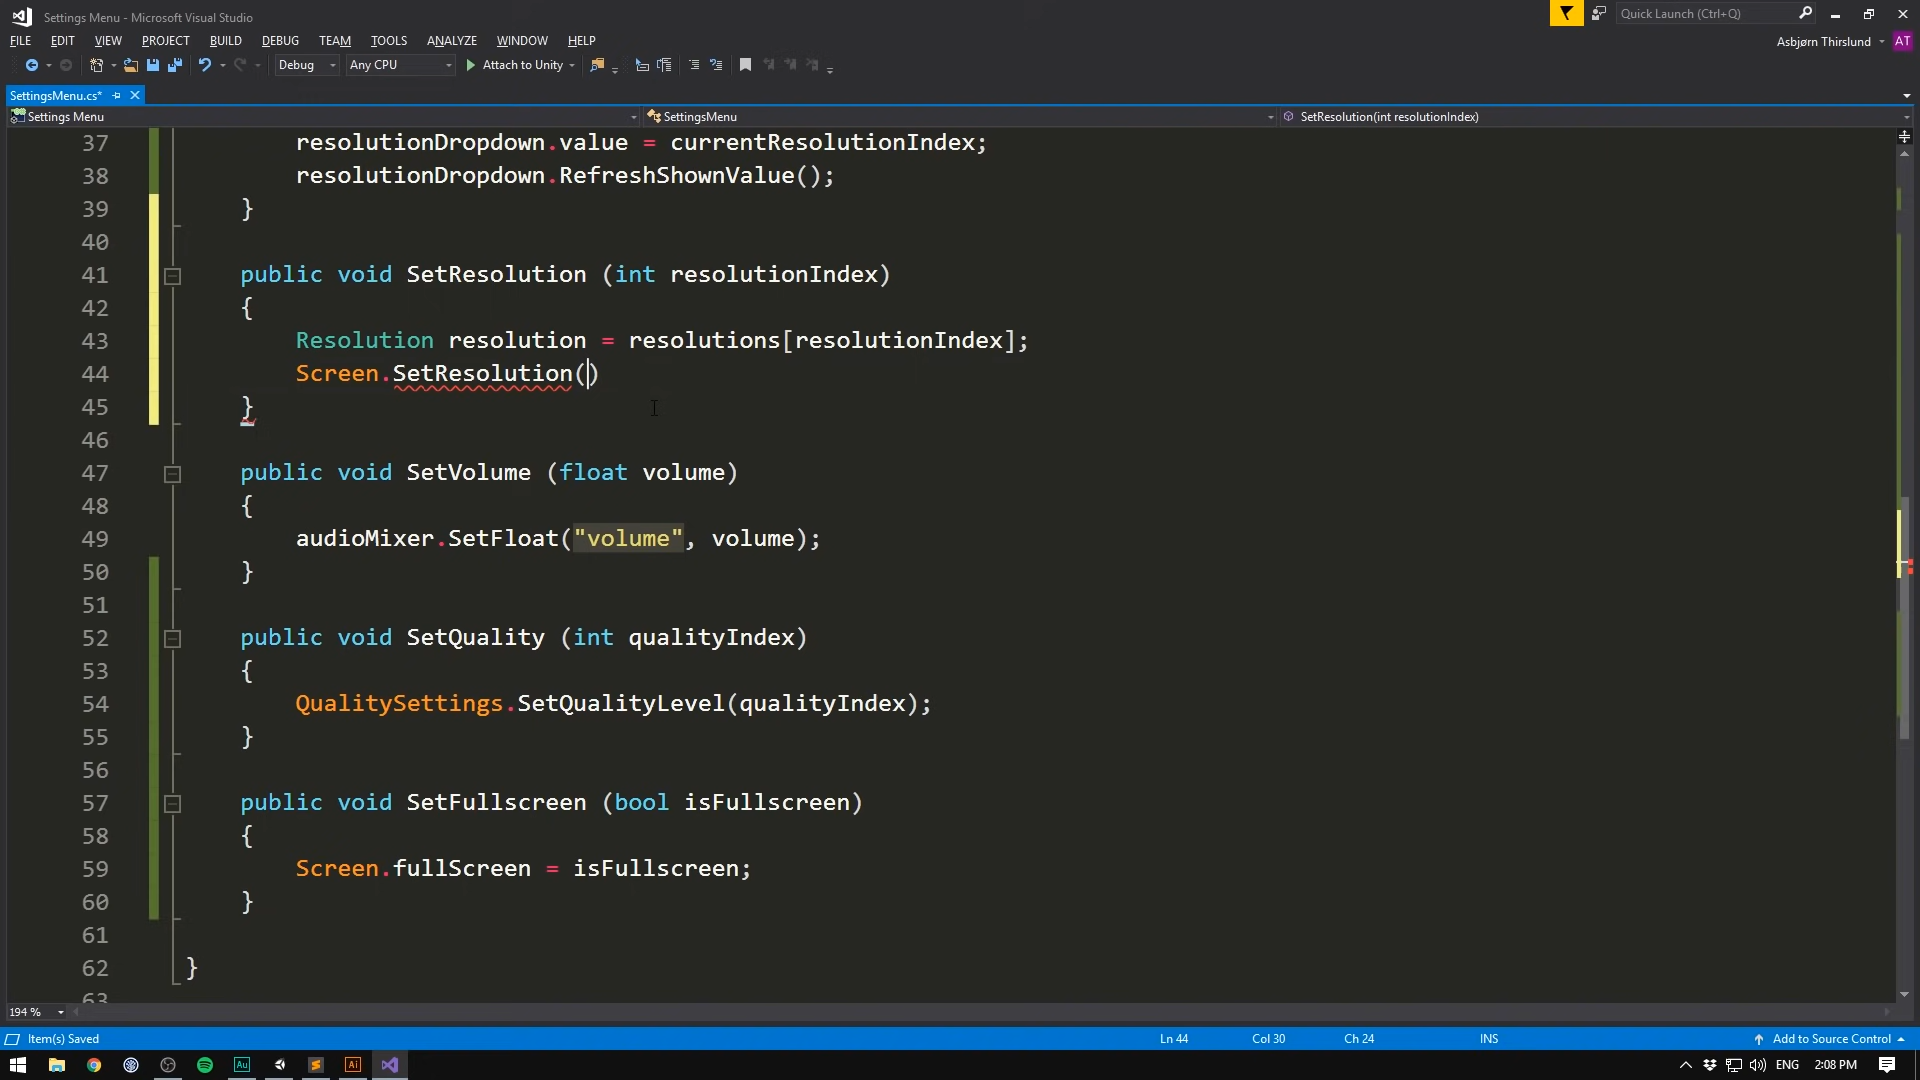 Settings Menu - Microsoft Visual Studio
Quick Launch (Ctrl+Q)
FILE EDIT VIEW PROJECT BUILD DEBUG TEAM TOOLS ANALYZE WINDOW HELP
Asbjørn Thirslund AT
Debug Any CPU Attach to Unity
SettingsMenu.cs*
Settings Menu SettingsMenu SetResolution(int resolutionIndex)
37 resolutionDropdown.value = currentResolutionIndex;
38 resolutionDropdown.RefreshShownValue();
39 }
40
41 public void SetResolution (int resolutionIndex)
42 {
43 Resolution resolution = resolutions[resolutionIndex];
44 Screen.SetResolution()
45 }
46
47 public void SetVolume (float volume)
48 {
49 audioMixer.SetFloat("volume", volume);
50 }
51
52 public void SetQuality (int qualityIndex)
53 {
54 QualitySettings.SetQualityLevel(qualityIndex);
55 }
56
57 public void SetFullscreen (bool isFullscreen)
58 {
59 Screen.fullScreen = isFullscreen;
60 }
61
62 }
63
194 %
Item(s) Saved Ln 44 Col 30 Ch 24 INS Add to Source Control
Au Ai ENG 2:08 PM